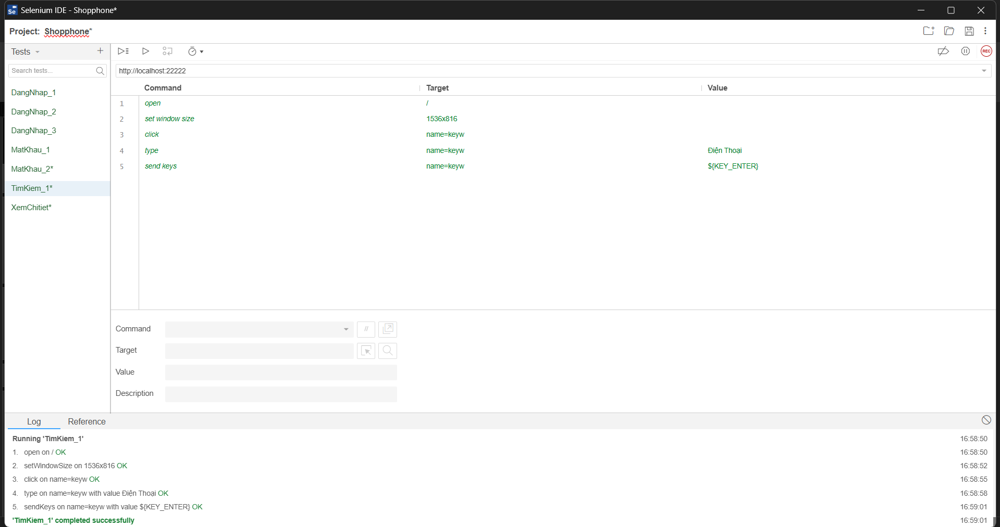 Selenium IDE - Shopphone*
Project: Shopphone*
Tests
Search tests...
DangNhap_1
DangNhap_2
DangNhap_3
MatKhau_1
MatKhau_2*
TimKiem_1*
XemChitiet*
REC
http://localhost:22222
Command Target Value
1 open /
2 set window size 1536x816
3 click name=keyw
4 type name=keyw Điện Thoại
5 send keys name=keyw ${KEY_ENTER}
Command //
Target
Value
Description
Log Reference
Running 'TimKiem_1' 16:58:50
1. open on / OK 16:58:50
2. setWindowSize on 1536x816 OK 16:58:52
3. click on name=keyw OK 16:58:55
4. type on name=keyw with value Điện Thoại OK 16:58:58
5. sendKeys on name=keyw with value ${KEY_ENTER} OK 16:59:01
'TimKiem_1' completed successfully 16:59:01